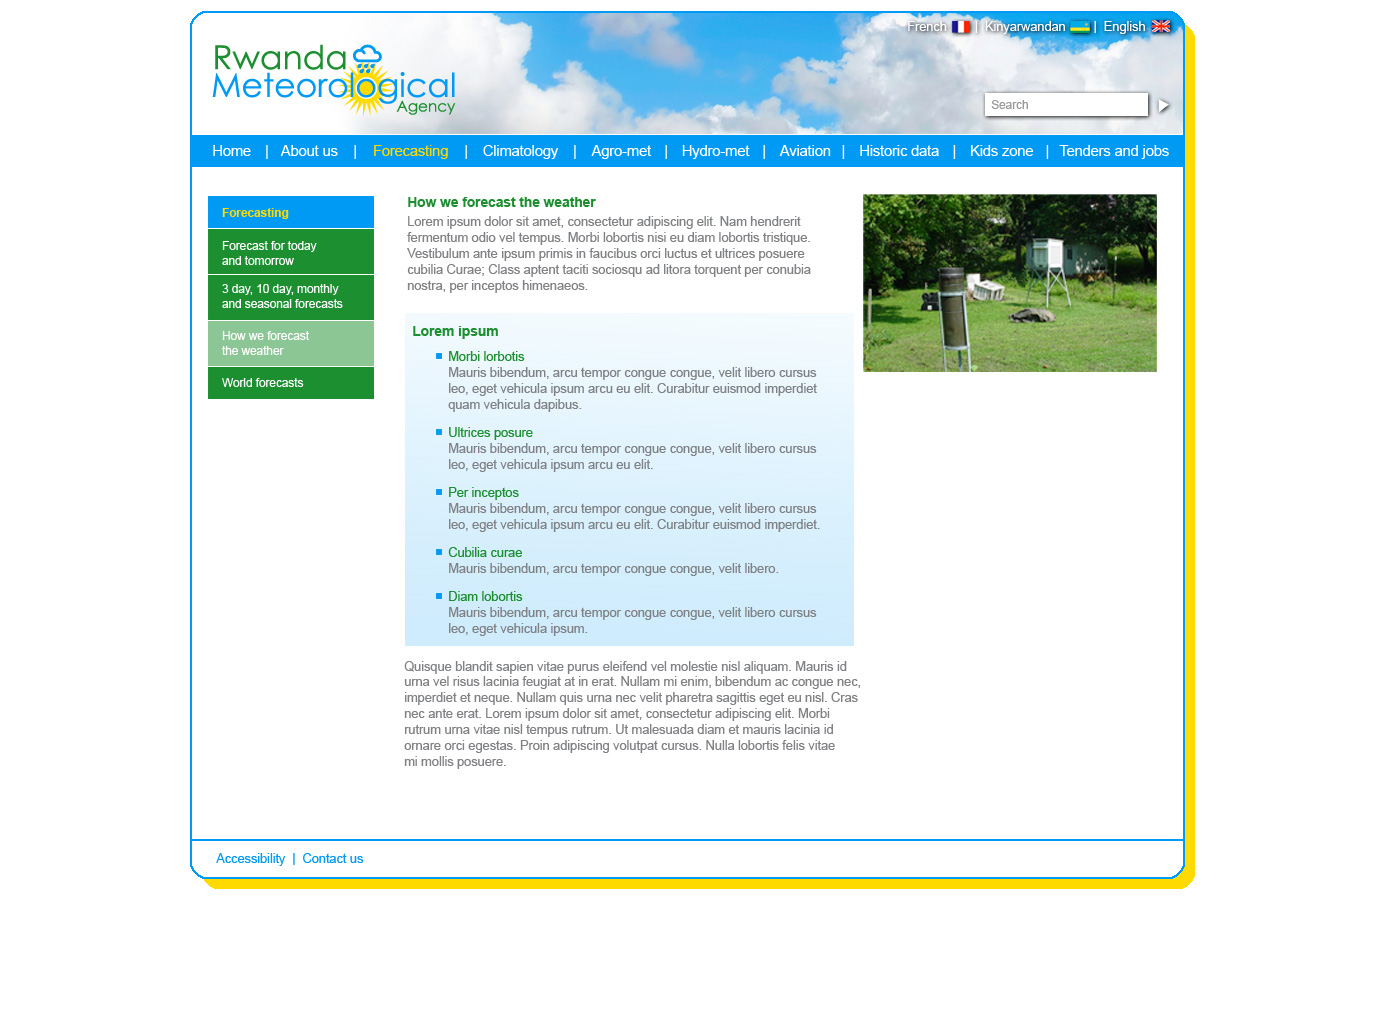 French | Kinyarwandan | English
Rwanda
Meteorological
Agency
Search
Home | About us | Forecasting | Climatology | Agro-met | Hydro-met | Aviation | Historic data | Kids zone | Tenders and jobs
Forecasting
Forecast for today
and tomorrow
3 day, 10 day, monthly
and seasonal forecasts
How we forecast
the weather
World forecasts
How we forecast the weather
Lorem ipsum dolor sit amet, consectetur adipiscing elit. Nam hendrerit
fermentum odio vel tempus. Morbi lobortis nisi eu diam lobortis tristique.
Vestibulum ante ipsum primis in faucibus orci luctus et ultrices posuere
cubilia Curae; Class aptent taciti sociosqu ad litora torquent per conubia
nostra, per inceptos himenaeos.
Lorem ipsum
Morbi lorbotis
Mauris bibendum, arcu tempor congue congue, velit libero cursus
leo, eget vehicula ipsum arcu eu elit. Curabitur euismod imperdiet
quam vehicula dapibus.
Ultrices posure
Mauris bibendum, arcu tempor congue congue, velit libero cursus
leo, eget vehicula ipsum arcu eu elit.
Per inceptos
Mauris bibendum, arcu tempor congue congue, velit libero cursus
leo, eget vehicula ipsum arcu eu elit. Curabitur euismod imperdiet.
Cubilia curae
Mauris bibendum, arcu tempor congue congue, velit libero.
Diam lobortis
Mauris bibendum, arcu tempor congue congue, velit libero cursus
leo, eget vehicula ipsum.
Quisque blandit sapien vitae purus eleifend vel molestie nisl aliquam. Mauris id
urna vel risus lacinia feugiat at in erat. Nullam mi enim, bibendum ac congue nec,
imperdiet et neque. Nullam quis urna nec velit pharetra sagittis eget eu nisl. Cras
nec ante erat. Lorem ipsum dolor sit amet, consectetur adipiscing elit. Morbi
rutrum urna vitae nisl tempus rutrum. Ut malesuada diam et mauris lacinia id
ornare orci egestas. Proin adipiscing volutpat cursus. Nulla lobortis felis vitae
mi mollis posuere.
Accessibility | Contact us